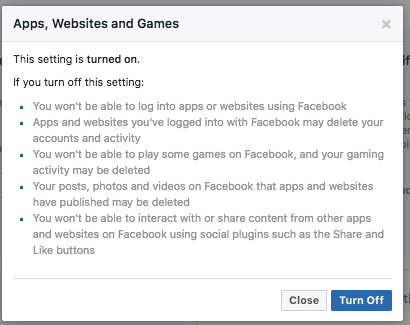 Apps, Websites and Games
This setting is turned on.
If you turn off this setting:
You won't be able to log into apps or websites using Facebook
Apps and websites you've logged into with Facebook may delete your
accounts and activity
You won't be able to play some games on Facebook, and your gaming
activity may be deleted
Your posts, photos and videos on Facebook that apps and websites
have published may be deleted
You won't be able to interact with or share content from other apps
and websites on Facebook using social plugins such as the Share and
Like buttons
Close
Turn Off